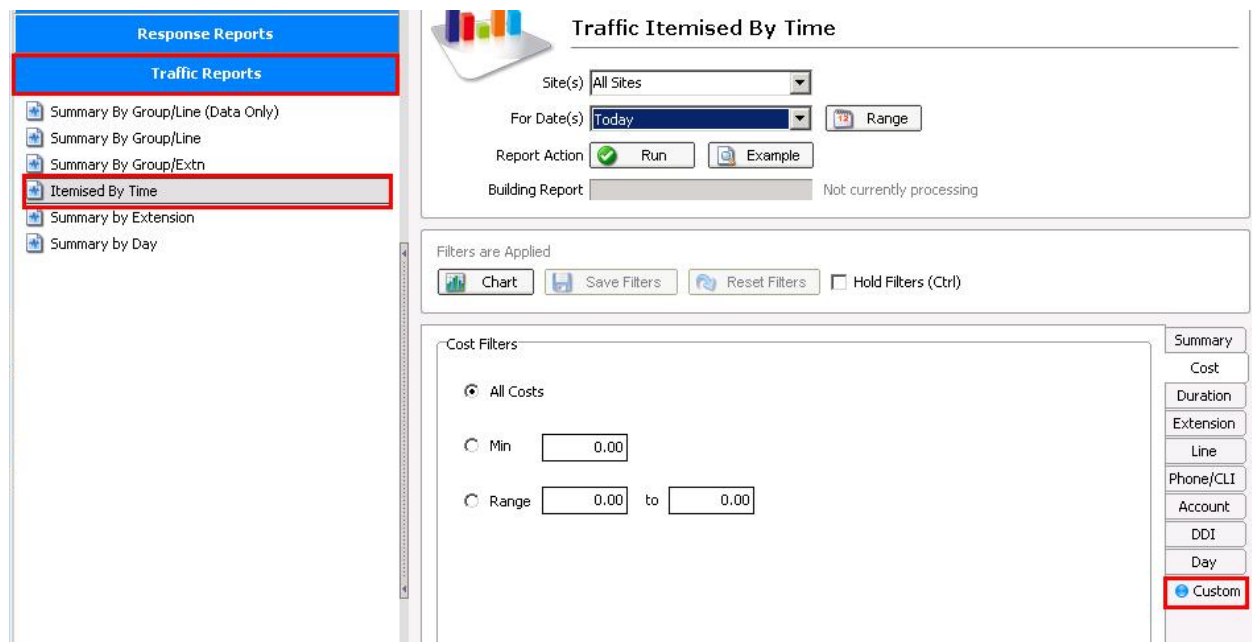 Response Reports
Traffic Reports
Summary By Group/Line (Data Only)
Summary By Group/Line
Summary By Group/Extn
Itemised By Time
Summary by Extension
Summary by Day
Traffic Itemised By Time
Site(s) All Sites
For Date(s) Today 12 Range
Report Action Run Example
Building Report Not currently processing
Filters are Applied
Chart Save Filters Reset Filters Hold Filters (Ctrl)
Cost Filters
All Costs
Min 0.00
Range 0.00 to 0.00
Summary
Cost
Duration
Extension
Line
Phone/CLI
Account
DDI
Day
Custom